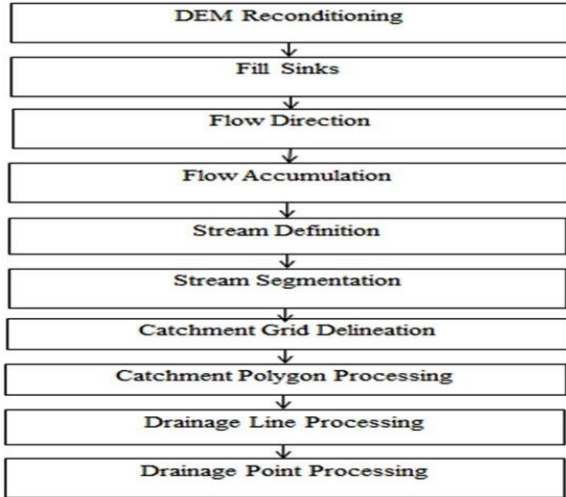 DEM Reconditioning
Fill Sinks
Flow Direction
Flow Accumulation
Stream Definition
Stream Segmentation
Catchment Grid Delineation
Catchment Polygon Processing
Drainage Line Processing
Drainage Point Processing